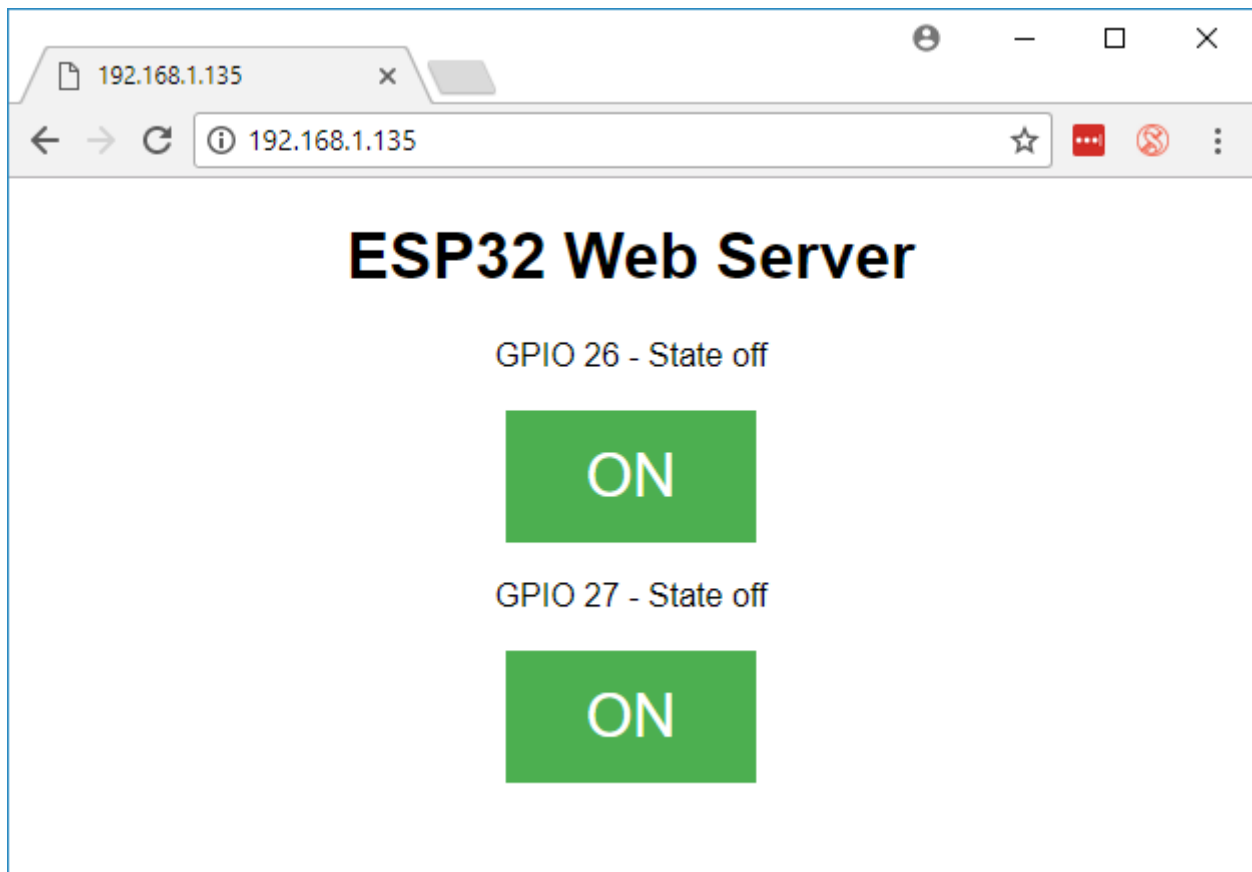 192.168.1.135
192.168.1.135
ESP32 Web Server
GPIO 26 - State off
ON
GPIO 27 - State off
ON